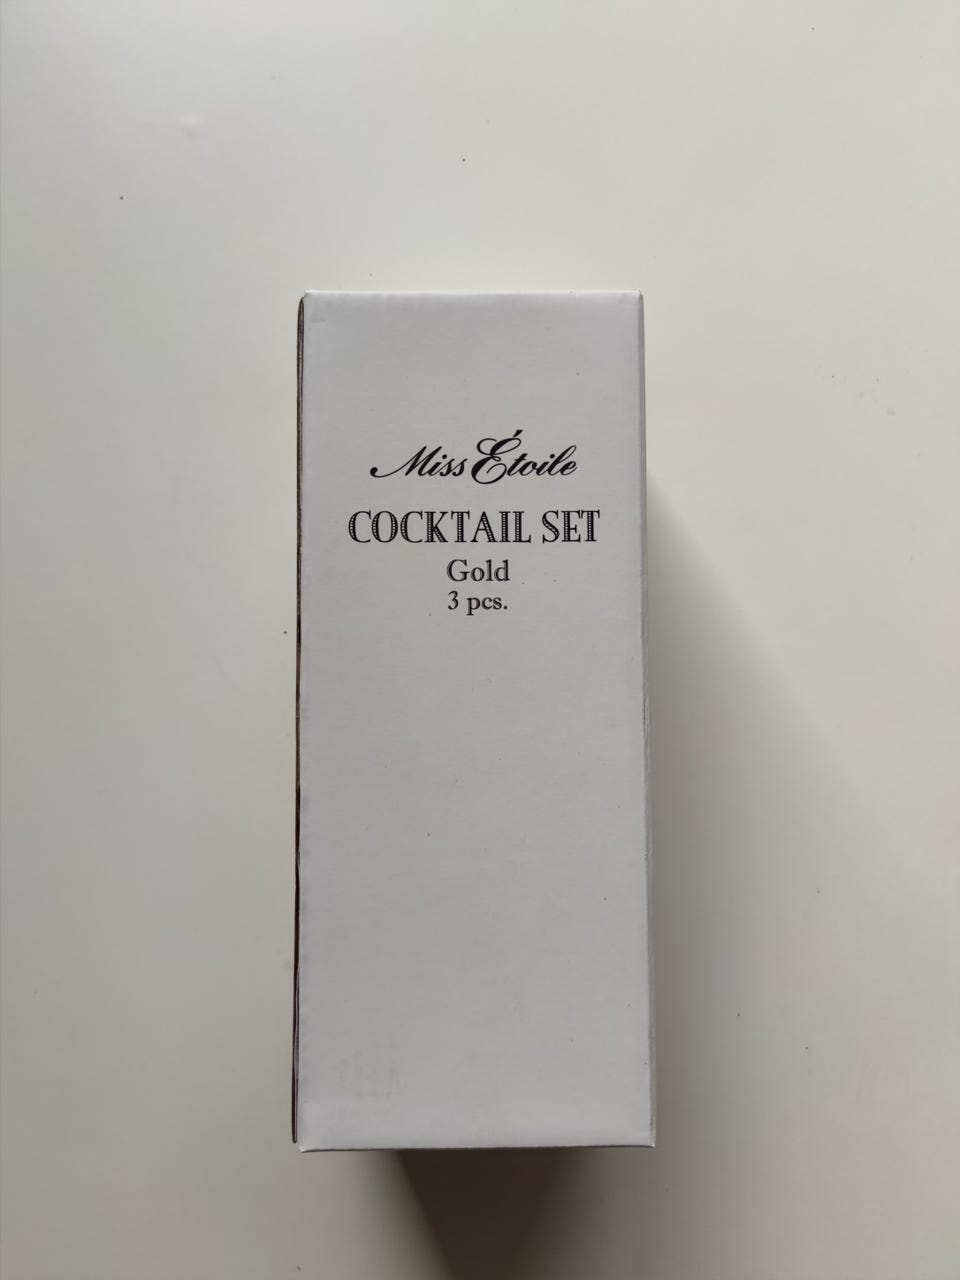 Miss Étoile
COCKTAIL SET
Gold
3 pcs.